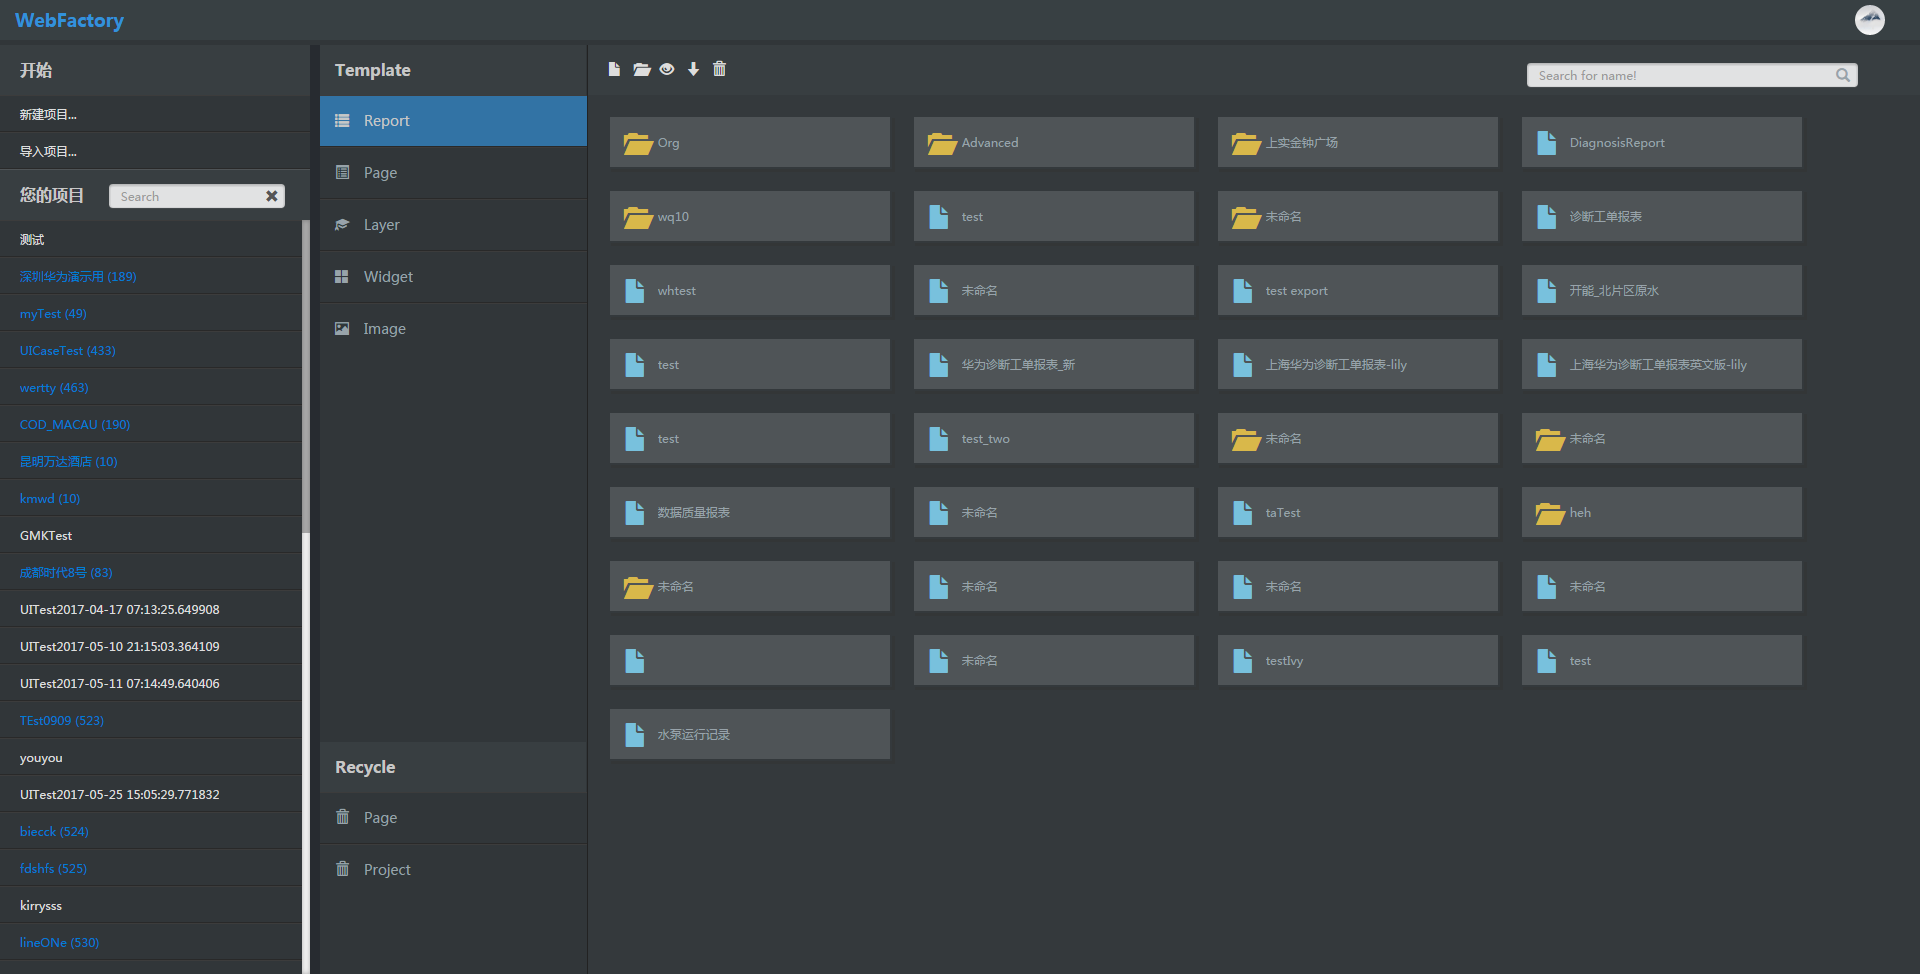 WebFactory
开始
新建项目...
导入项目...
您的项目
Search
测试
深圳华为演示用 (189)
myTest (49)
UICaseTest (433)
wertty (463)
COD_MACAU (190)
昆明万达酒店 (10)
kmwd (10)
GMKTest
成都时代8号 (83)
UITest2017-04-17 07:13:25.649908
UITest2017-05-10 21:15:03.364109
UITest2017-05-11 07:14:49.640406
TEst0909 (523)
youyou
UITest2017-05-25 15:05:29.771832
biecck (524)
fdshfs (525)
kirrysss
lineONe (530)
Template
Report
Page
Layer
Widget
Image
Recycle
Page
Project
Search for name!
Org
Advanced
上实金钟广场
DiagnosisReport
wq10
test
未命名
诊断工单报表
whtest
未命名
test export
开能_北片区原水
test
华为诊断工单报表_新
上海华为诊断工单报表-lily
上海华为诊断工单报表英文版-lily
test
test_two
未命名
未命名
数据质量报表
未命名
taTest
heh
未命名
未命名
未命名
未命名
未命名
testIvy
test
水泵运行记录